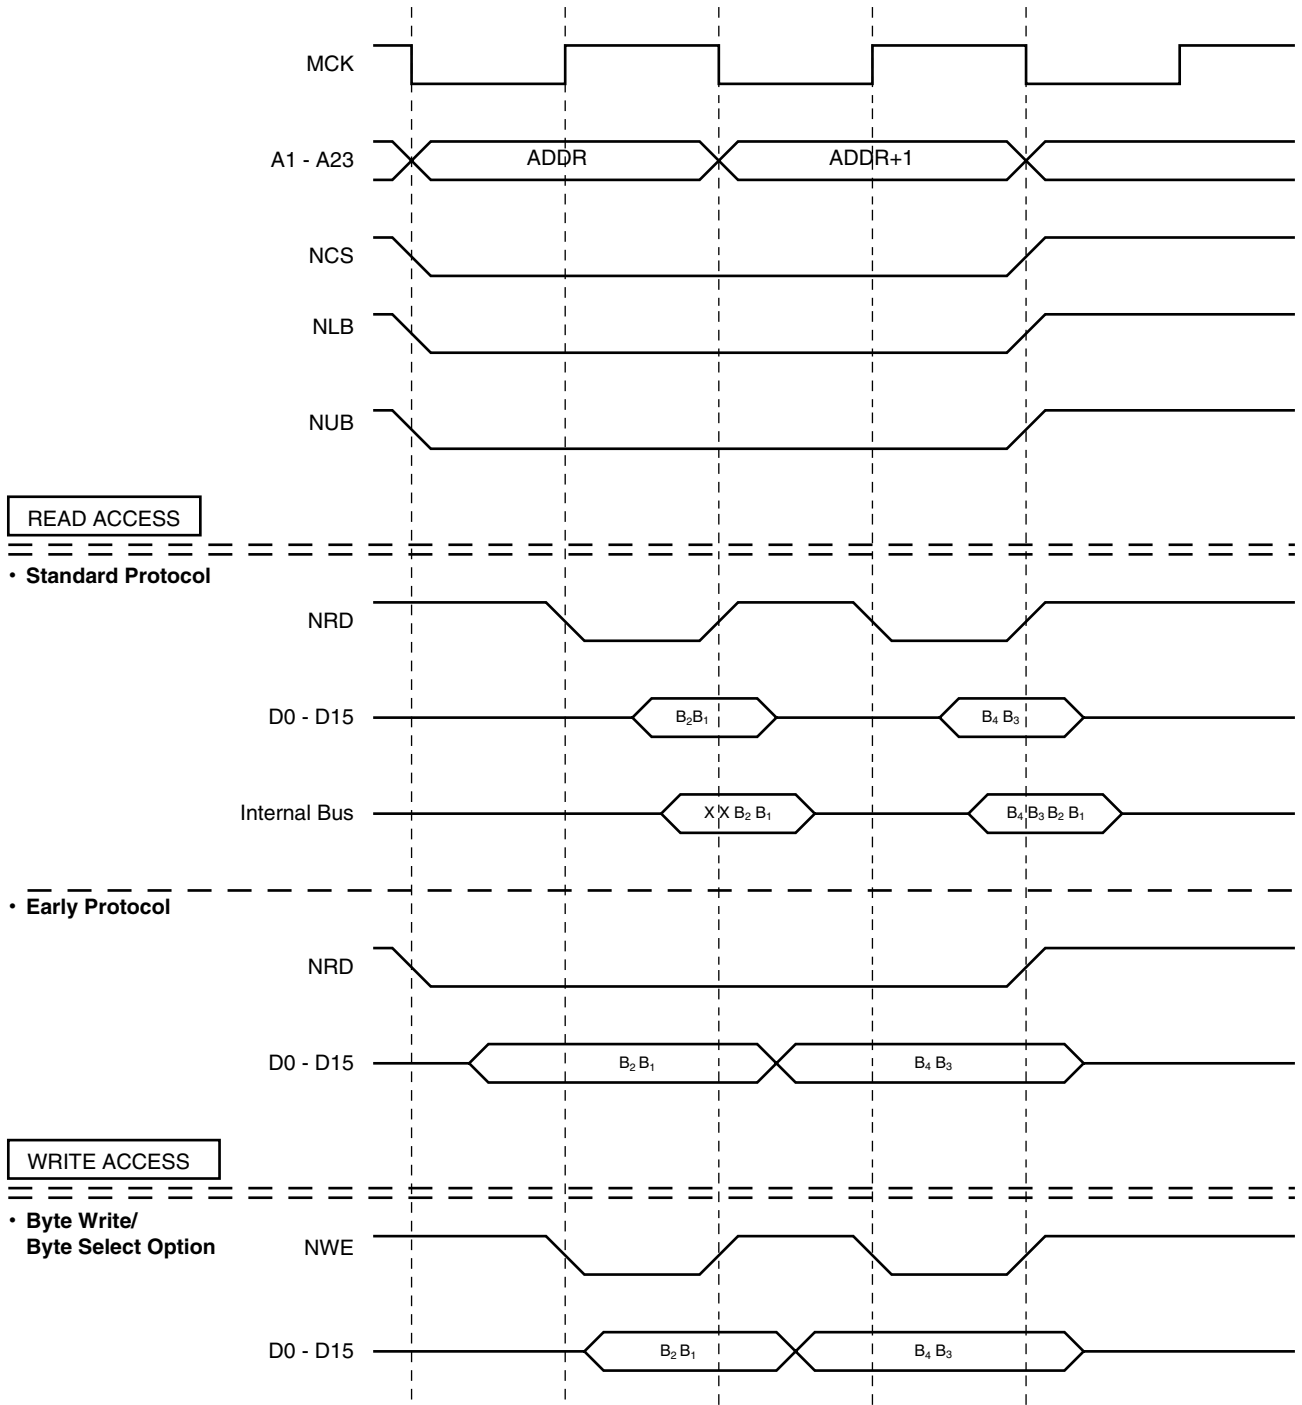 MCK
A1 - A23 ADDR ADDR+1
NCS
NLB
NUB
READ ACCESS
• Standard Protocol
NRD
D0 - D15 B₂B₁ B₄ B₃
Internal Bus X X B₂ B₁ B₄ B₃ B₂ B₁
• Early Protocol
NRD
D0 - D15 B₂ B₁ B₄ B₃
WRITE ACCESS
• Byte Write/
Byte Select Option NWE
D0 - D15 B₂ B₁ B₄ B₃